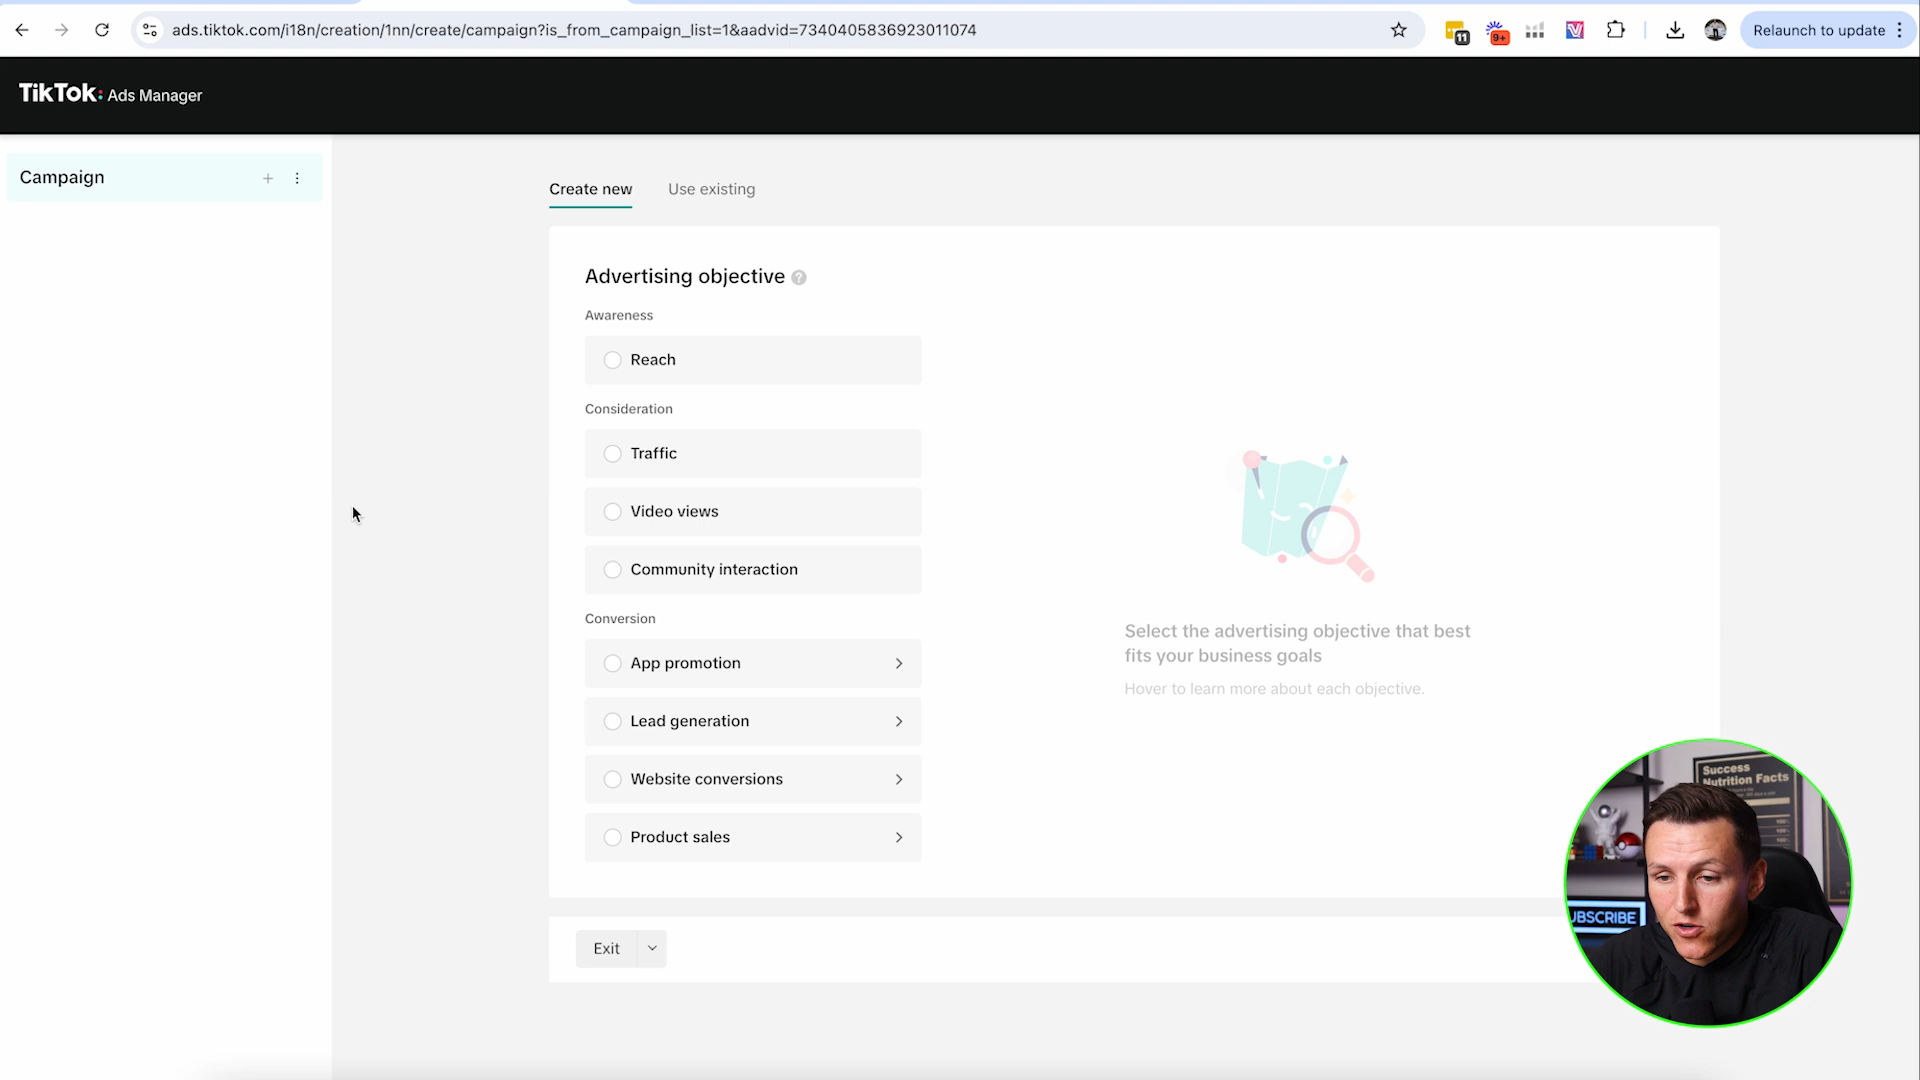 ads.tiktok.com/i18n/creation/1nn/create/campaign?is_from_campaign_list=1&aadvid=7340405836923011074
11
9+
Relaunch to update
TikTok: Ads Manager
Campaign
Create new
Use existing
Advertising objective
Awareness
Reach
Consideration
Traffic
Video views
Community interaction
Conversion
App promotion
Lead generation
Website conversions
Product sales
Select the advertising objective that best
fits your business goals
Hover to learn more about each objective.
Exit
Success
Nutrition Facts
UBSCRIBE